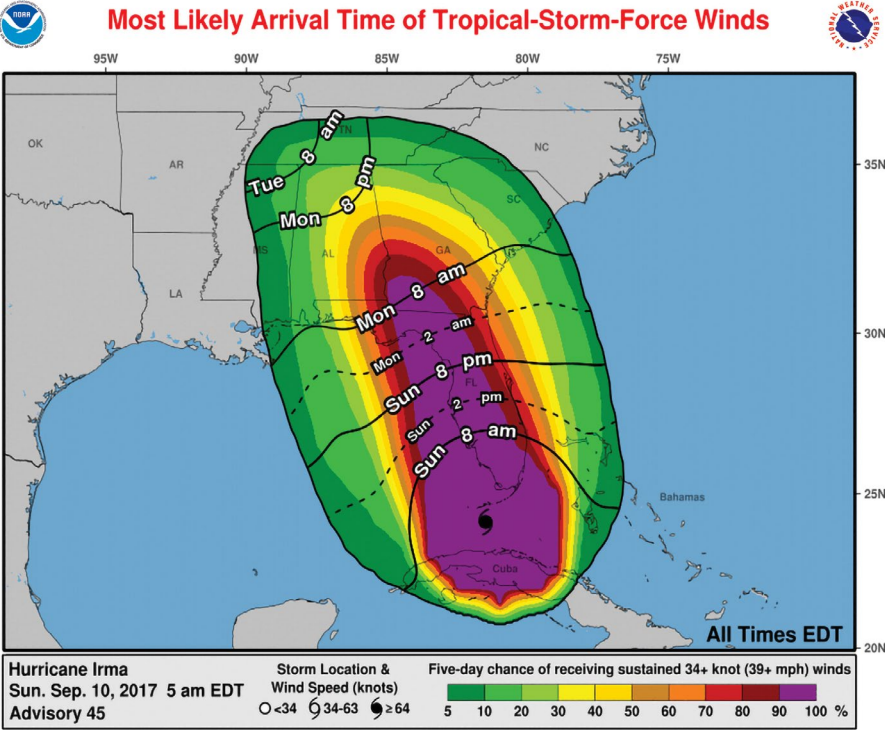 Most Likely Arrival Time of Tropical-Storm-Force Winds
NOAA
NATIONAL WEATHER SERVICE
95W 90W 85W 80W 75W
35N
30N
25N
20N
OK
AR
TN
NC
SC
MS
AL
GA
LA
FL
Bahamas
Cuba
Tue 8 am
Mon 8 pm
Mon 8 am
Mon 2 am
Sun 8 pm
Sun 2 pm
Sun 8 am
All Times EDT
Hurricane Irma
Sun. Sep. 10, 2017 5 am EDT
Advisory 45
Storm Location &
Wind Speed (knots)
<34 34-63 ≥64
Five-day chance of receiving sustained 34+ knot (39+ mph) winds
5 10 20 30 40 50 60 70 80 90 100 %